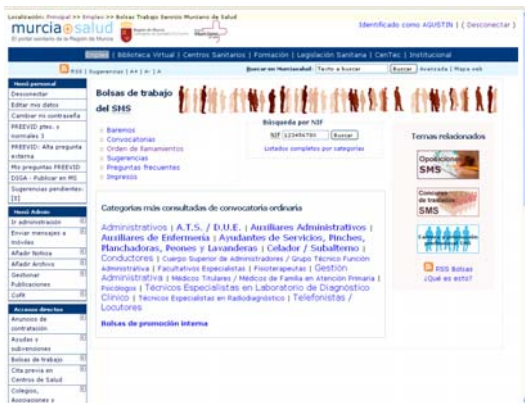 Localización: Principal >> Empleo >> Bolsas Trabajo Servicio Murciano de Salud
murcia salud
El portal sanitario de la Región de Murcia
Región de Murcia
Identificado como AGUSTIN | ( Desconectar )
Empleo | Biblioteca Virtual | Centros Sanitarios | Formación | Legislación Sanitaria | CenTec | Institucional
RSS | Sugerencias | A+ | A- | A
Buscar en Murciasalud: Texto a buscar Buscar Avanzada | Mapa web
Menú personal
Desconectar
Editar mis datos
Cambiar mi contraseña
PREEVID ptes. y normales 3
PREEVID: Alta pregunta externa
Mis preguntas PREEVID
DIGA - Publicar en MS
Sugerencias pendientes:
Menú Admin
Ir administración
Enviar mensajes a móviles
Añadir Noticia
Añadir Archivo
Gestionar Publicaciones
Accesos directos
Anuncios de contratación
Ayudas y subvenciones
Bolsas de trabajo
Cita previa en Centros de Salud
Colegios, Asociaciones y
Bolsas de trabajo
del SMS
Baremos
Convocatorias
Orden de llamamientos
Sugerencias
Preguntas frecuentes
Impresos
Búsqueda por NIF
NIF Buscar
Listados completos por categorías
Categorías más consultadas de convocatoria ordinaria
Administrativos | A.T.S. / D.U.E. | Auxiliares Administrativos |
Auxiliares de Enfermería | Ayudantes de Servicios, Pinches,
Planchadoras, Peones y Lavanderas | Celador / Subalterno |
Conductores | Cuerpo Superior de Administradores / Grupo Técnico Función
Administrativa | Facultativos Especialistas | Fisioterapeutas | Gestión
Administrativa | Médicos Titulares / Médicos de Familia en Atención Primaria |
Psicólogos | Técnicos Especialistas en Laboratorio de Diagnóstico
Clínico | Técnicos Especialistas en Radiodiagnóstico | Telefonistas /
Locutores
Bolsas de promoción interna
Temas relacionados
Oposiciones
SMS
Concurso
de traslados
SMS
RSS Bolsas
¿Qué es esto?